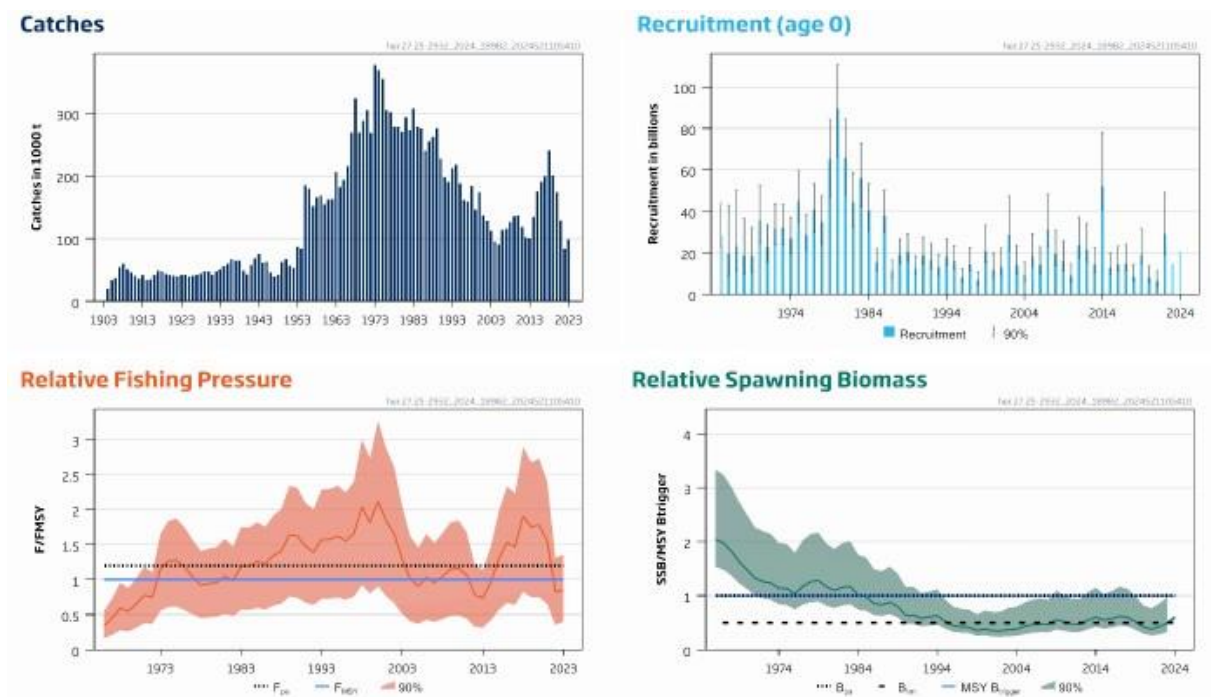 Catches
Catches in 1000 t
300
200
100
0
1903 1913 1923 1933 1943 1953 1963 1973 1983 1993 2003 2013 2023
Recruitment (age 0)
Recruitment in billions
100
80
60
40
20
0
1974 1984 1994 2004 2014 2024
Recruitment 90%
Relative Fishing Pressure
F/FMSY
3
2.5
2
1.5
1
0.5
0
1973 1983 1993 2003 2013 2023
Fpa FMSY 90%
Relative Spawning Biomass
SSB/MSY Btrigger
4
3
2
1
0
1974 1984 1994 2004 2014 2024
Bpa Blim MSY Btrigger 90%